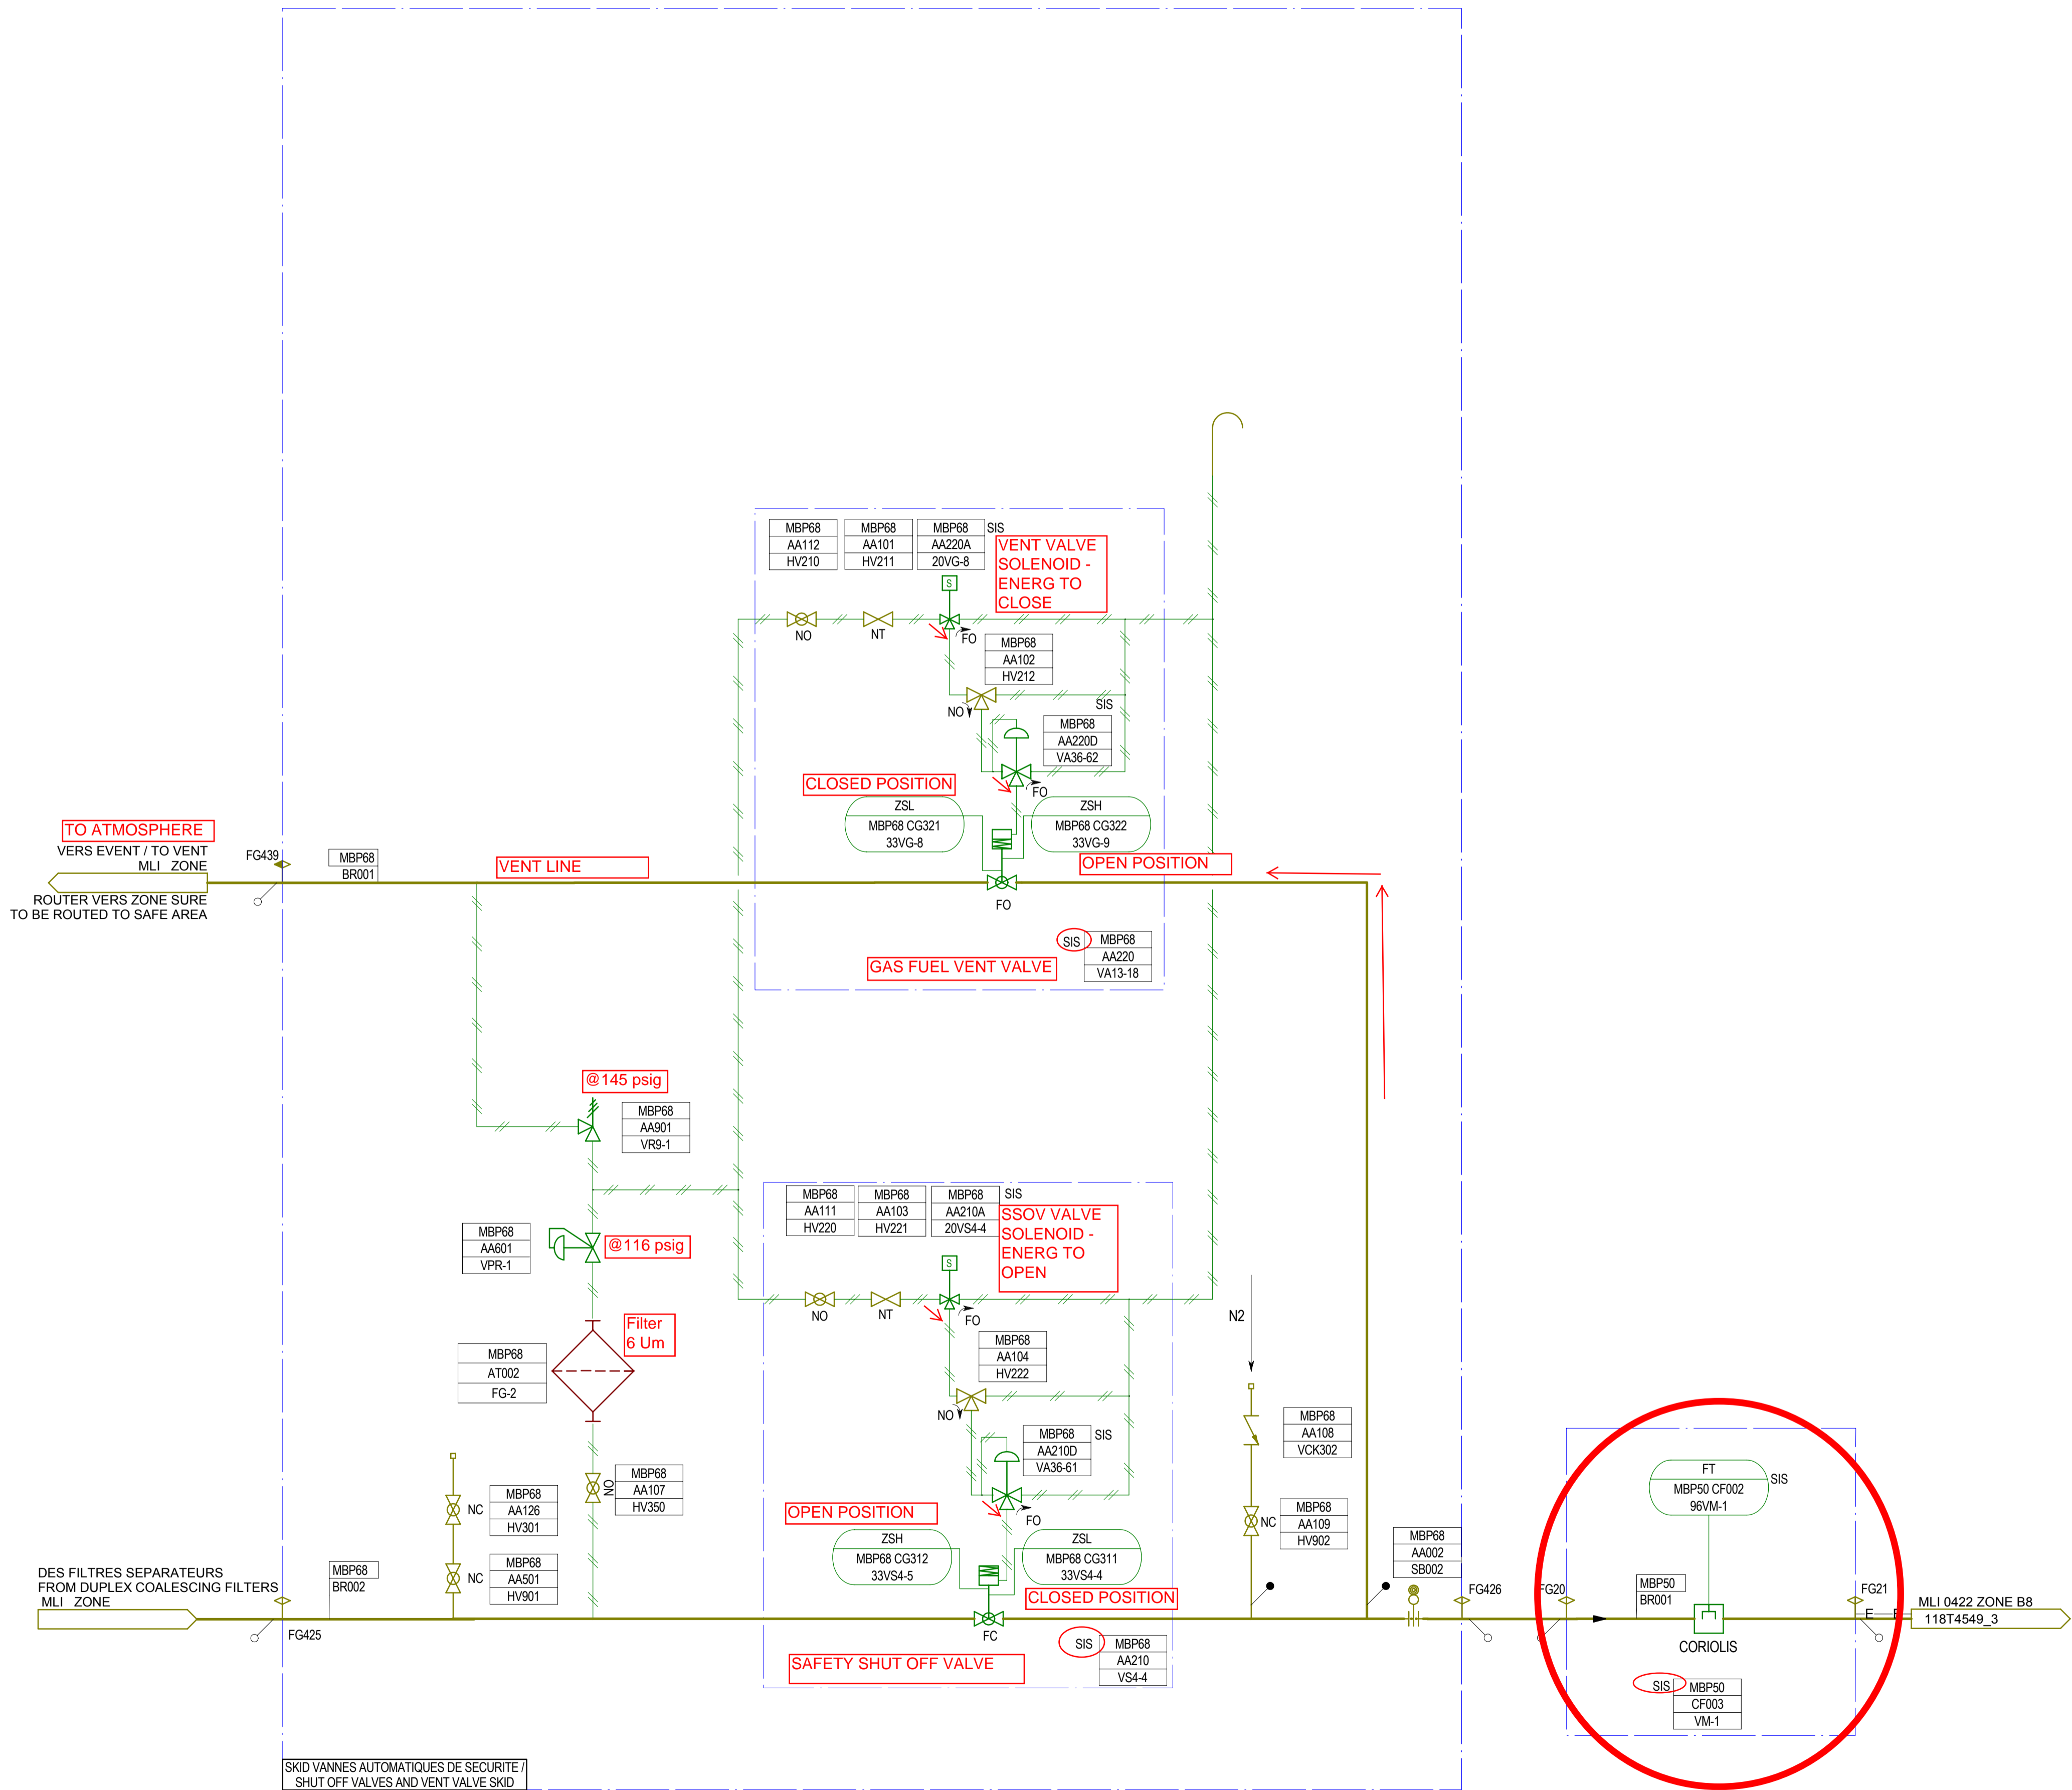 MBP68
AA112
HV210
MBP68
AA101
HV211
MBP68
AA220A
20VG-8
SIS
VENT VALVE
SOLENOID -
ENERG TO
CLOSE
S
NO
NT
FO
MBP68
AA102
HV212
NO
SIS
MBP68
AA220D
VA36-62
FO
CLOSED POSITION
ZSL
MBP68 CG321
33VG-8
ZSH
MBP68 CG322
33VG-9
OPEN POSITION
TO ATMOSPHERE
VERS EVENT / TO VENT
MLI ZONE
ROUTER VERS ZONE SURE
TO BE ROUTED TO SAFE AREA
FG439
MBP68
BR001
VENT LINE
FO
SIS
MBP68
AA220
VA13-18
GAS FUEL VENT VALVE
@145 psig
MBP68
AA901
VR9-1
MBP68
AA601
VPR-1
@116 psig
Filter
6 Um
MBP68
AT002
FG-2
MBP68
AA111
HV220
MBP68
AA103
HV221
MBP68
AA210A
20VS4-4
SIS
SSOV VALVE
SOLENOID -
ENERG TO
OPEN
S
NO
NT
FO
MBP68
AA104
HV222
NO
MBP68
AA210D
VA36-61
SIS
FO
N2
MBP68
AA108
VCK302
NC
MBP68
AA109
HV902
MBP68
AA002
SB002
NC
MBP68
AA126
HV301
NC
MBP68
AA501
HV901
NO
MBP68
AA107
HV350
OPEN POSITION
ZSH
MBP68 CG312
33VS4-5
ZSL
MBP68 CG311
33VS4-4
CLOSED POSITION
DES FILTRES SEPARATEURS
FROM DUPLEX COALESCING FILTERS
MLI ZONE
FG425
MBP68
BR002
FC
SIS
MBP68
AA210
VS4-4
SAFETY SHUT OFF VALVE
FG426
FG20
MBP50
BR001
FT
MBP50 CF002
96VM-1
SIS
CORIOLIS
SIS
MBP50
CF003
VM-1
FG21
E
E
MLI 0422 ZONE B8
118T4549_3
SKID VANNES AUTOMATIQUES DE SECURITE /
SHUT OFF VALVES AND VENT VALVE SKID